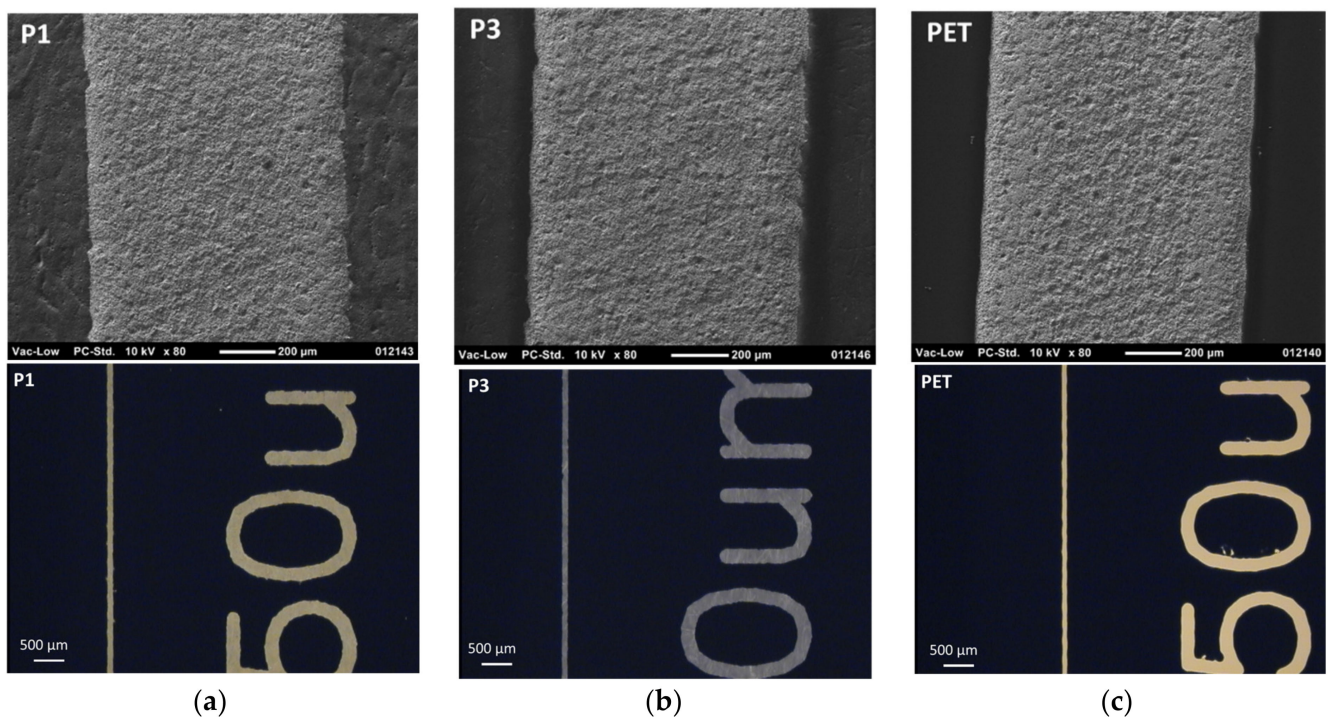 P1
P3
PET
Vac-Low PC-Std. 10 kV x 80 200 µm 012143
Vac-Low PC-Std. 10 kV x 80 200 µm 012146
Vac-Low PC-Std. 10 kV x 80 200 µm 012140
P1
50u
500 µm
P3
0um
500 µm
PET
50u
500 µm
(a)
(b)
(c)